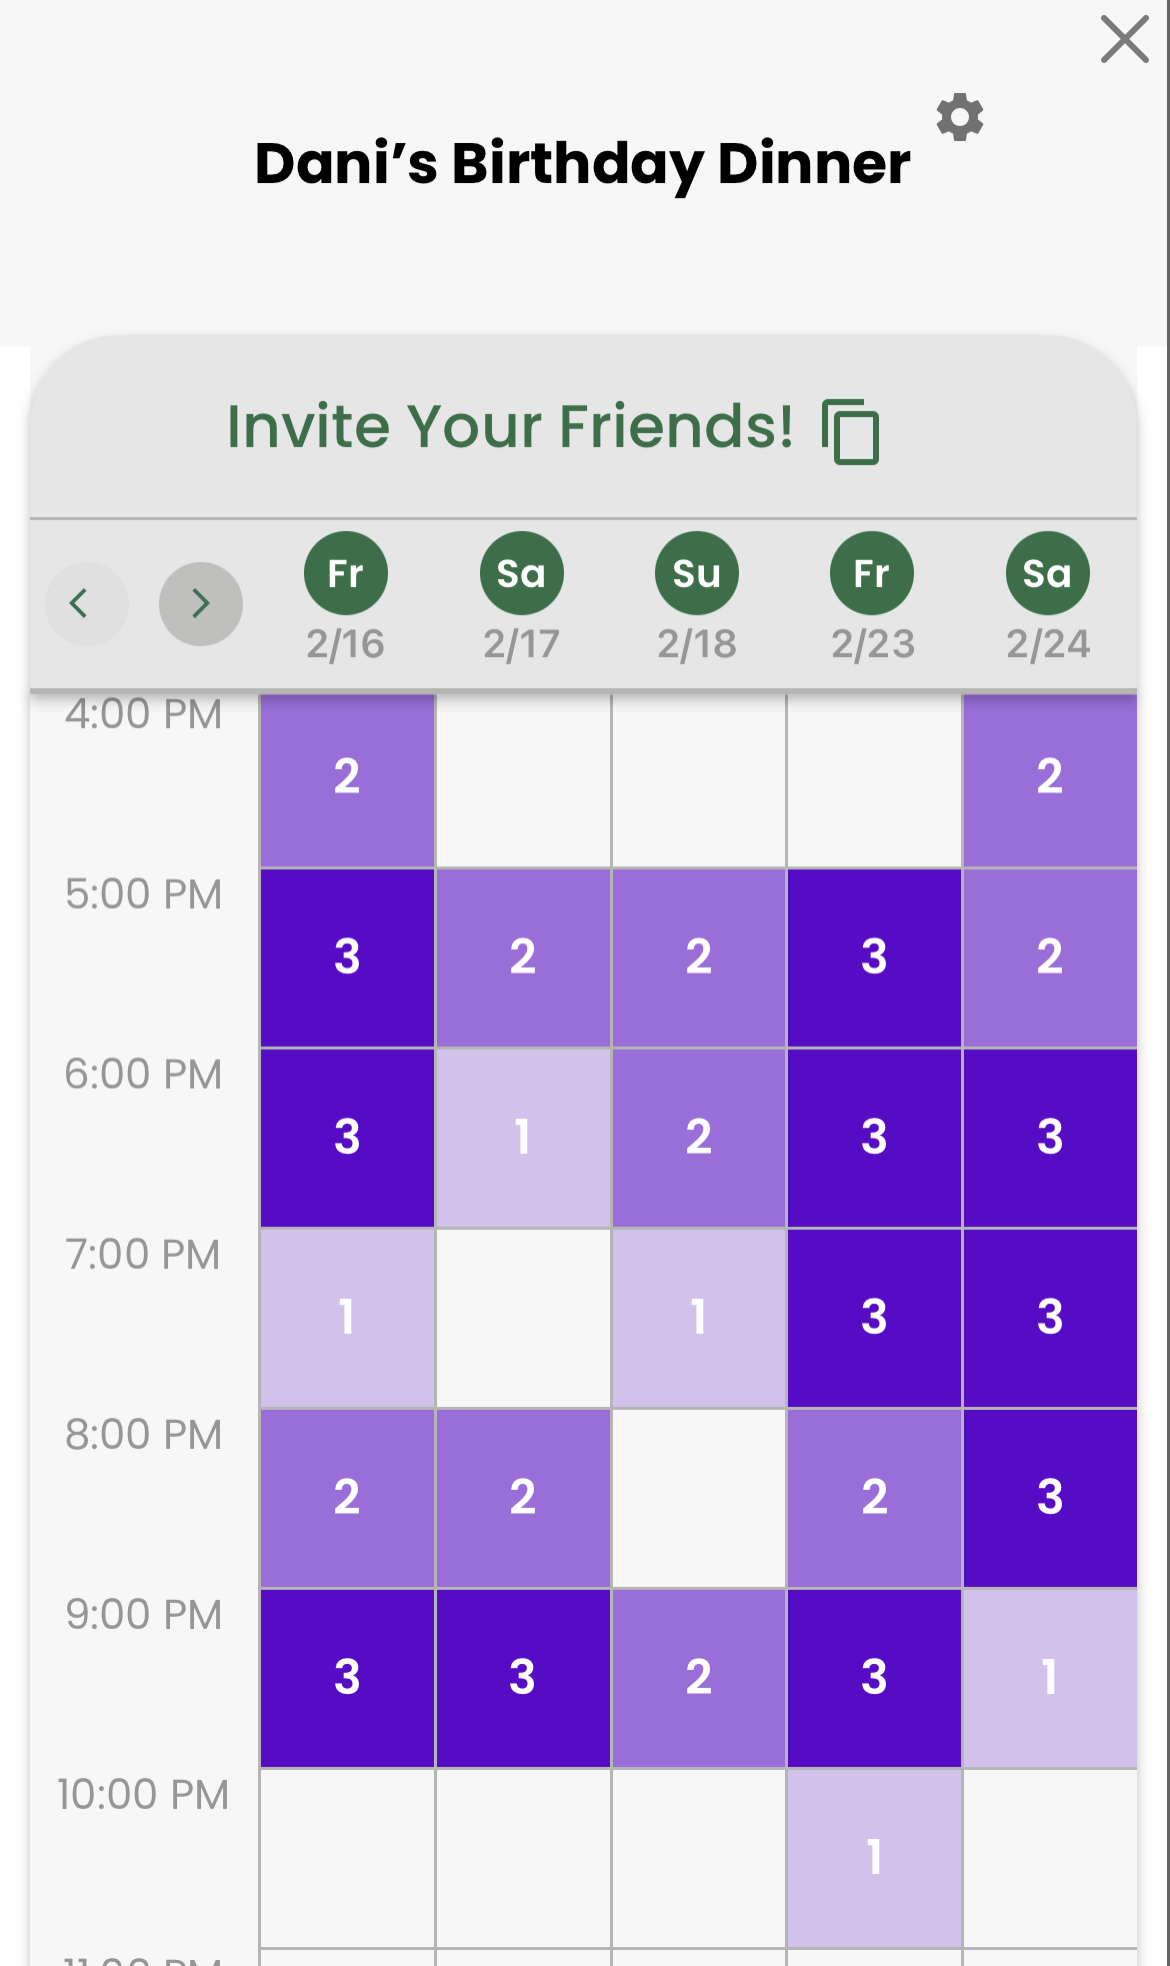 Dani’s Birthday Dinner
Invite Your Friends!
Fr Sa Su Fr Sa
2/16 2/17 2/18 2/23 2/24
4:00 PM
2 2
5:00 PM
3 2 2 3 2
6:00 PM
3 1 2 3 3
7:00 PM
1 1 3 3
8:00 PM
2 2 2 3
9:00 PM
3 3 2 3 1
10:00 PM
1